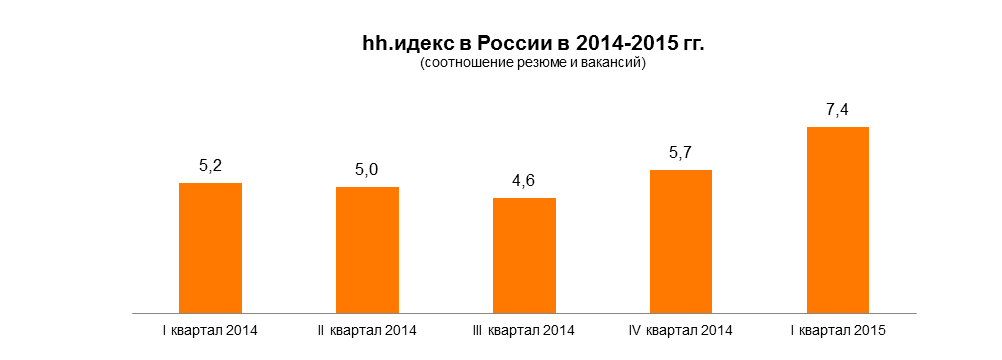 hh.идекс в России в 2014-2015 гг.
(соотношение резюме и вакансий)
5,2
5,0
4,6
5,7
7,4
I квартал 2014
II квартал 2014
III квартал 2014
IV квартал 2014
I квартал 2015